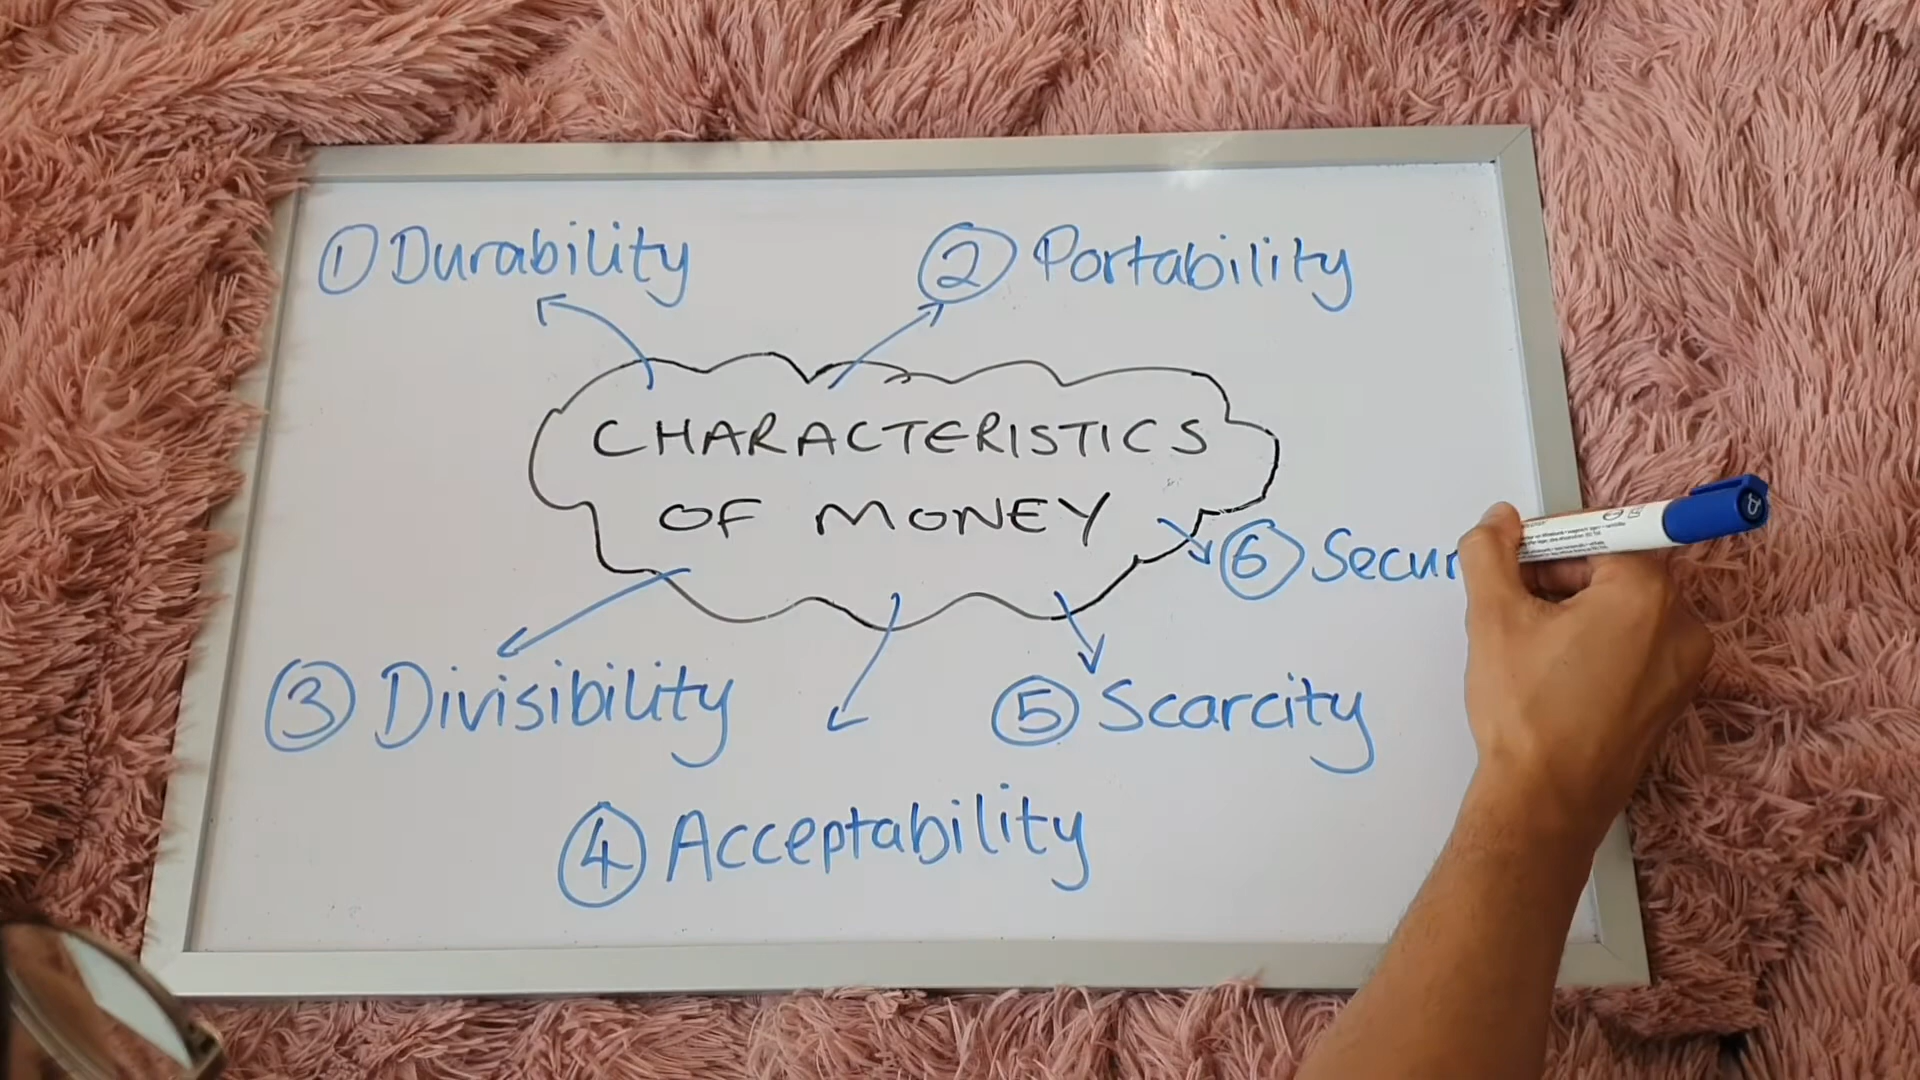 ① Durability
② Portability
CHARACTERISTICS
OF MONEY
⑥ Secur
③ Divisibility
⑤ Scarcity
④ Acceptability